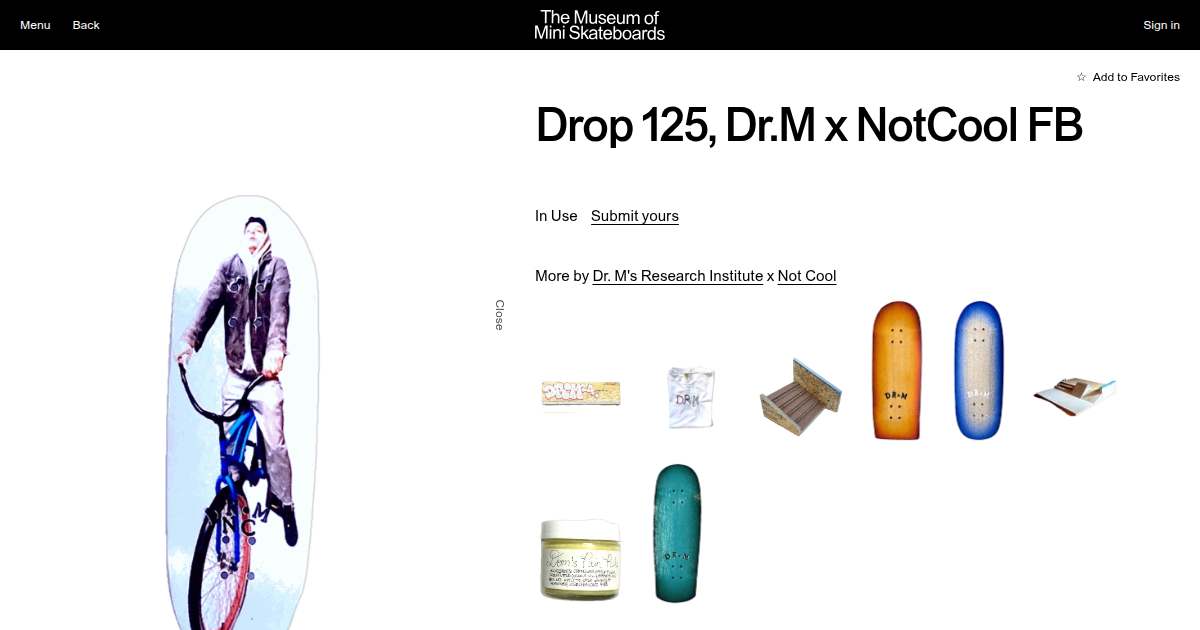 Menu
Back
The Museum of
Mini Skateboards
Sign in
☆ Add to Favorites
Drop 125, Dr.M x NotCool FB
In Use
Submit yours
More by Dr. M's Research Institute x Not Cool
Close
DR.M
DR.M
DR.M
DR.M
NC